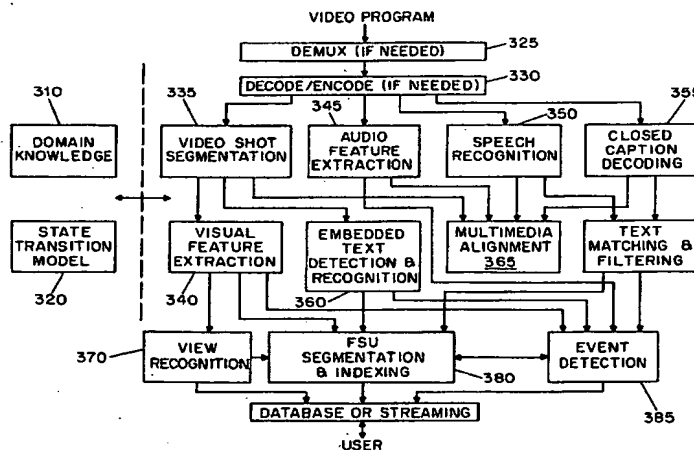 VIDEO PROGRAM
DEMUX (IF NEEDED)
325
DECODE/ENCODE (IF NEEDED)
330
310
335
345
350
355
DOMAIN
KNOWLEDGE
VIDEO SHOT
SEGMENTATION
AUDIO
FEATURE
EXTRACTION
SPEECH
RECOGNITION
CLOSED
CAPTION
DECODING
STATE
TRANSITION
MODEL
320
VISUAL
FEATURE
EXTRACTION
340
EMBEDDED
TEXT
DETECTION &
RECOGNITION
360
MULTIMEDIA
ALIGNMENT
365
TEXT
MATCHING &
FILTERING
370
VIEW
RECOGNITION
FSU
SEGMENTATION
& INDEXING
380
EVENT
DETECTION
385
DATABASE OR STREAMING
USER